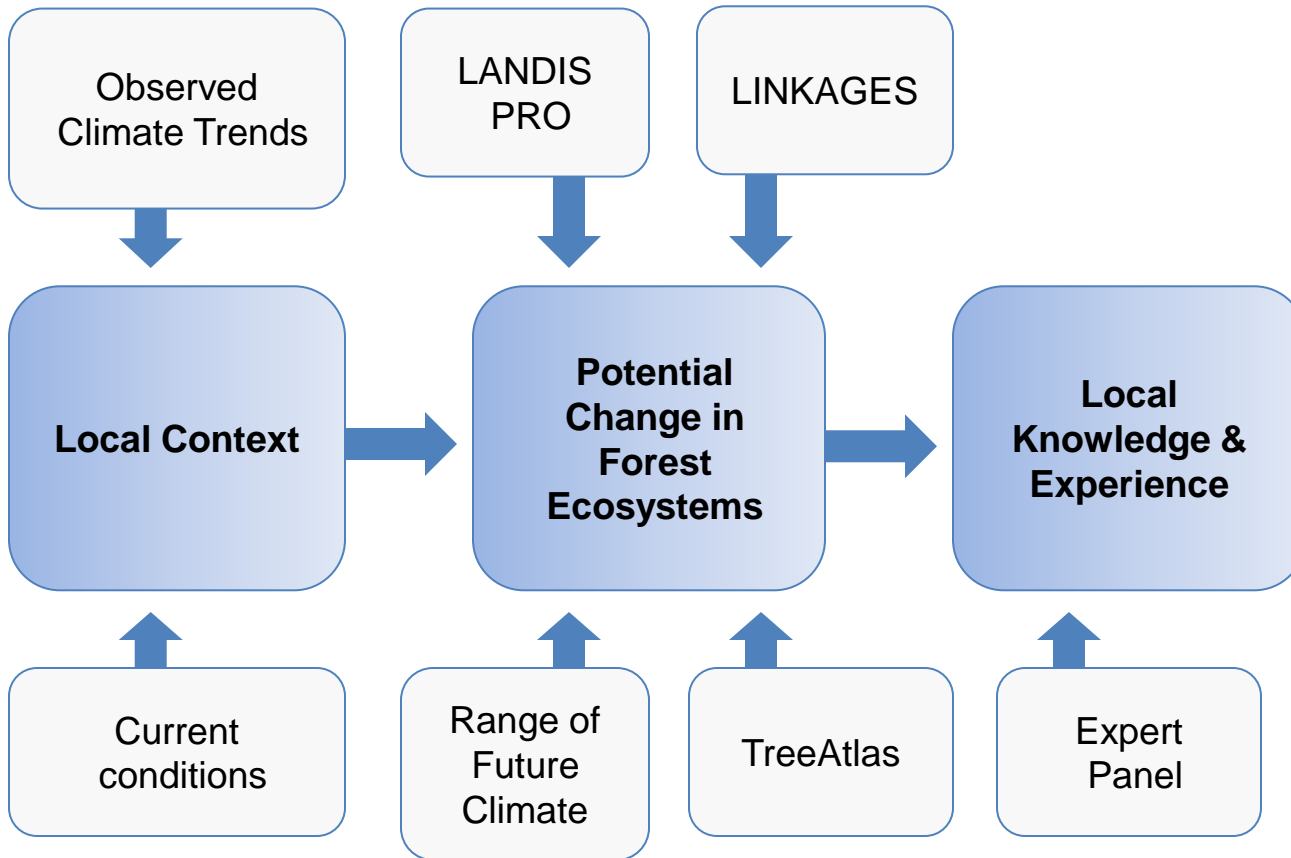 Observed
Climate Trends
LANDIS
PRO
LINKAGES
Local Context
Potential
Change in
Forest
Ecosystems
Local
Knowledge &
Experience
Current
conditions
Range of
Future
Climate
TreeAtlas
Expert
Panel